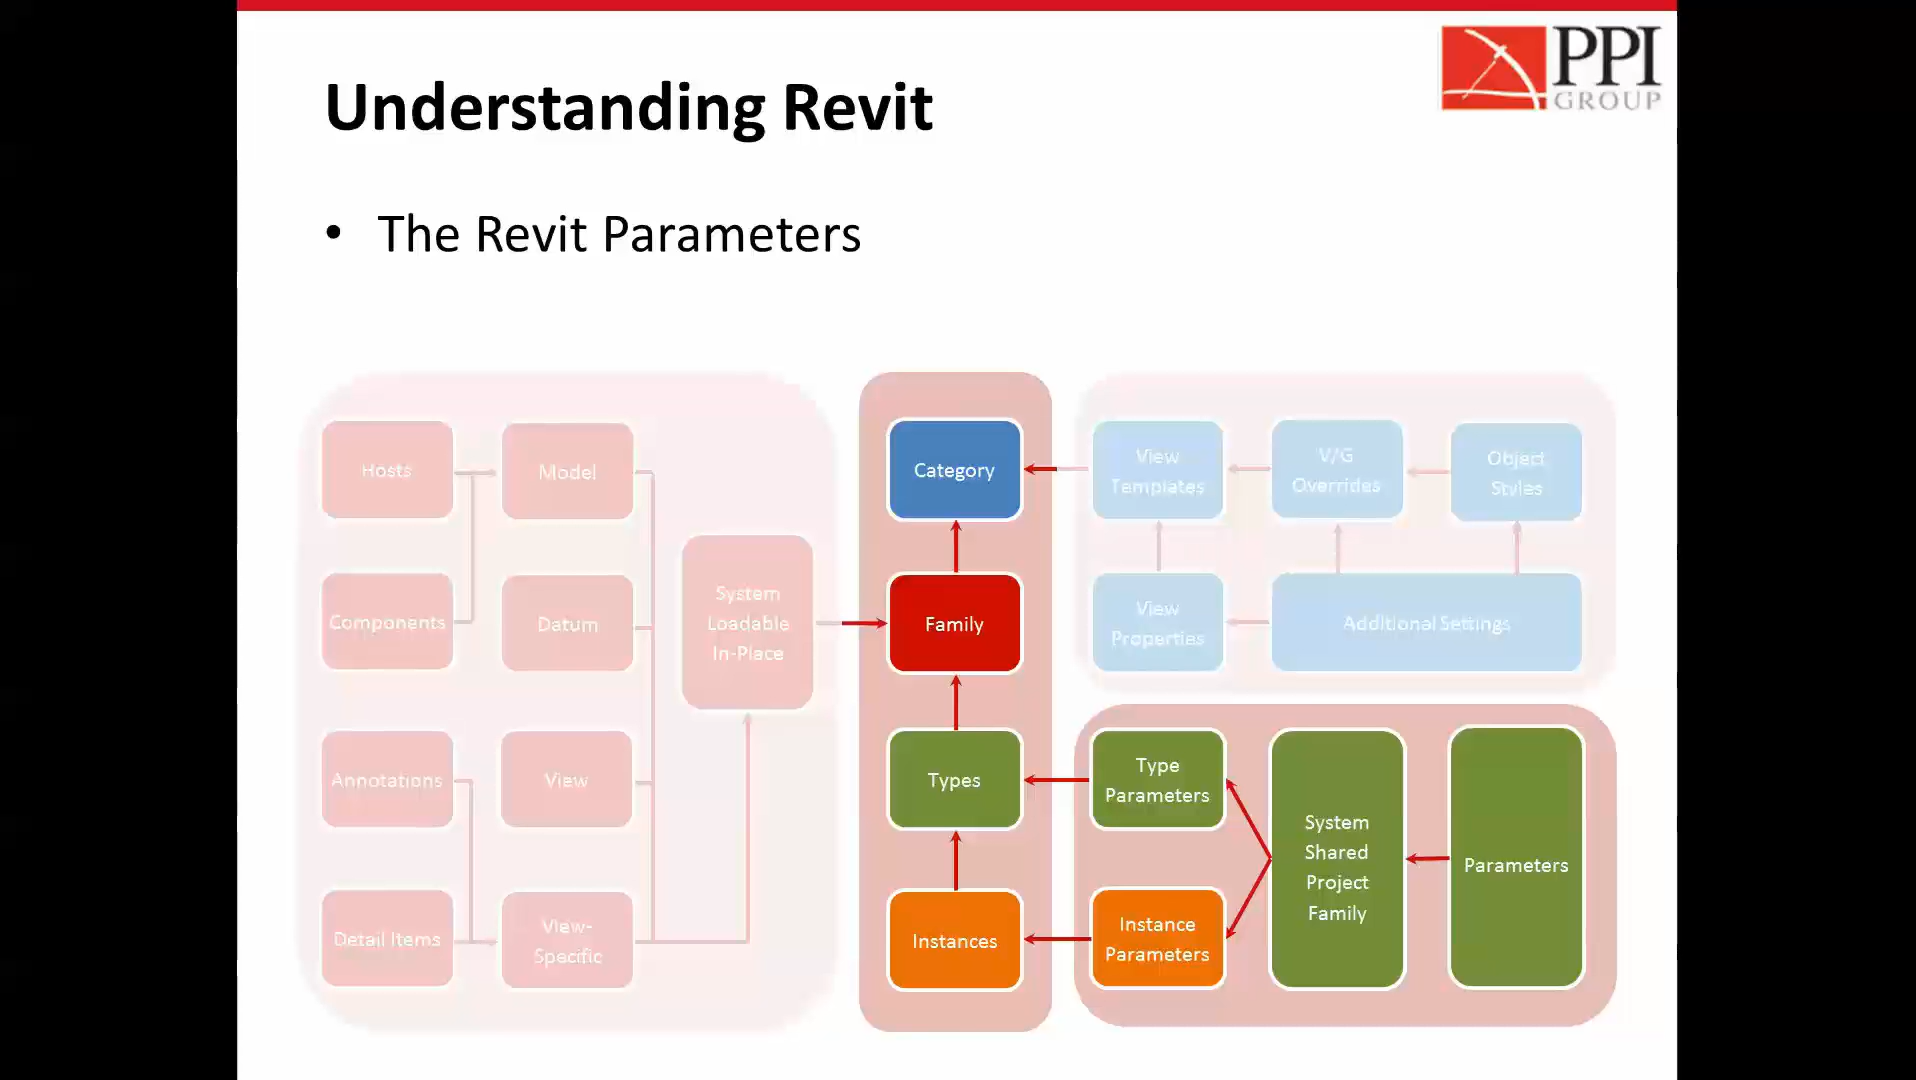 PPI
GROUP
Understanding Revit
• The Revit Parameters
Hosts
Model
Components
Datum
System
Loadable
In-Place
Annotations
View
Detail Items
View-
Specific
Category
Family
Types
Instances
View
Templates
V/G
Overrides
Object
Styles
View
Properties
Additional Settings
Type
Parameters
Instance
Parameters
System
Shared
Project
Family
Parameters